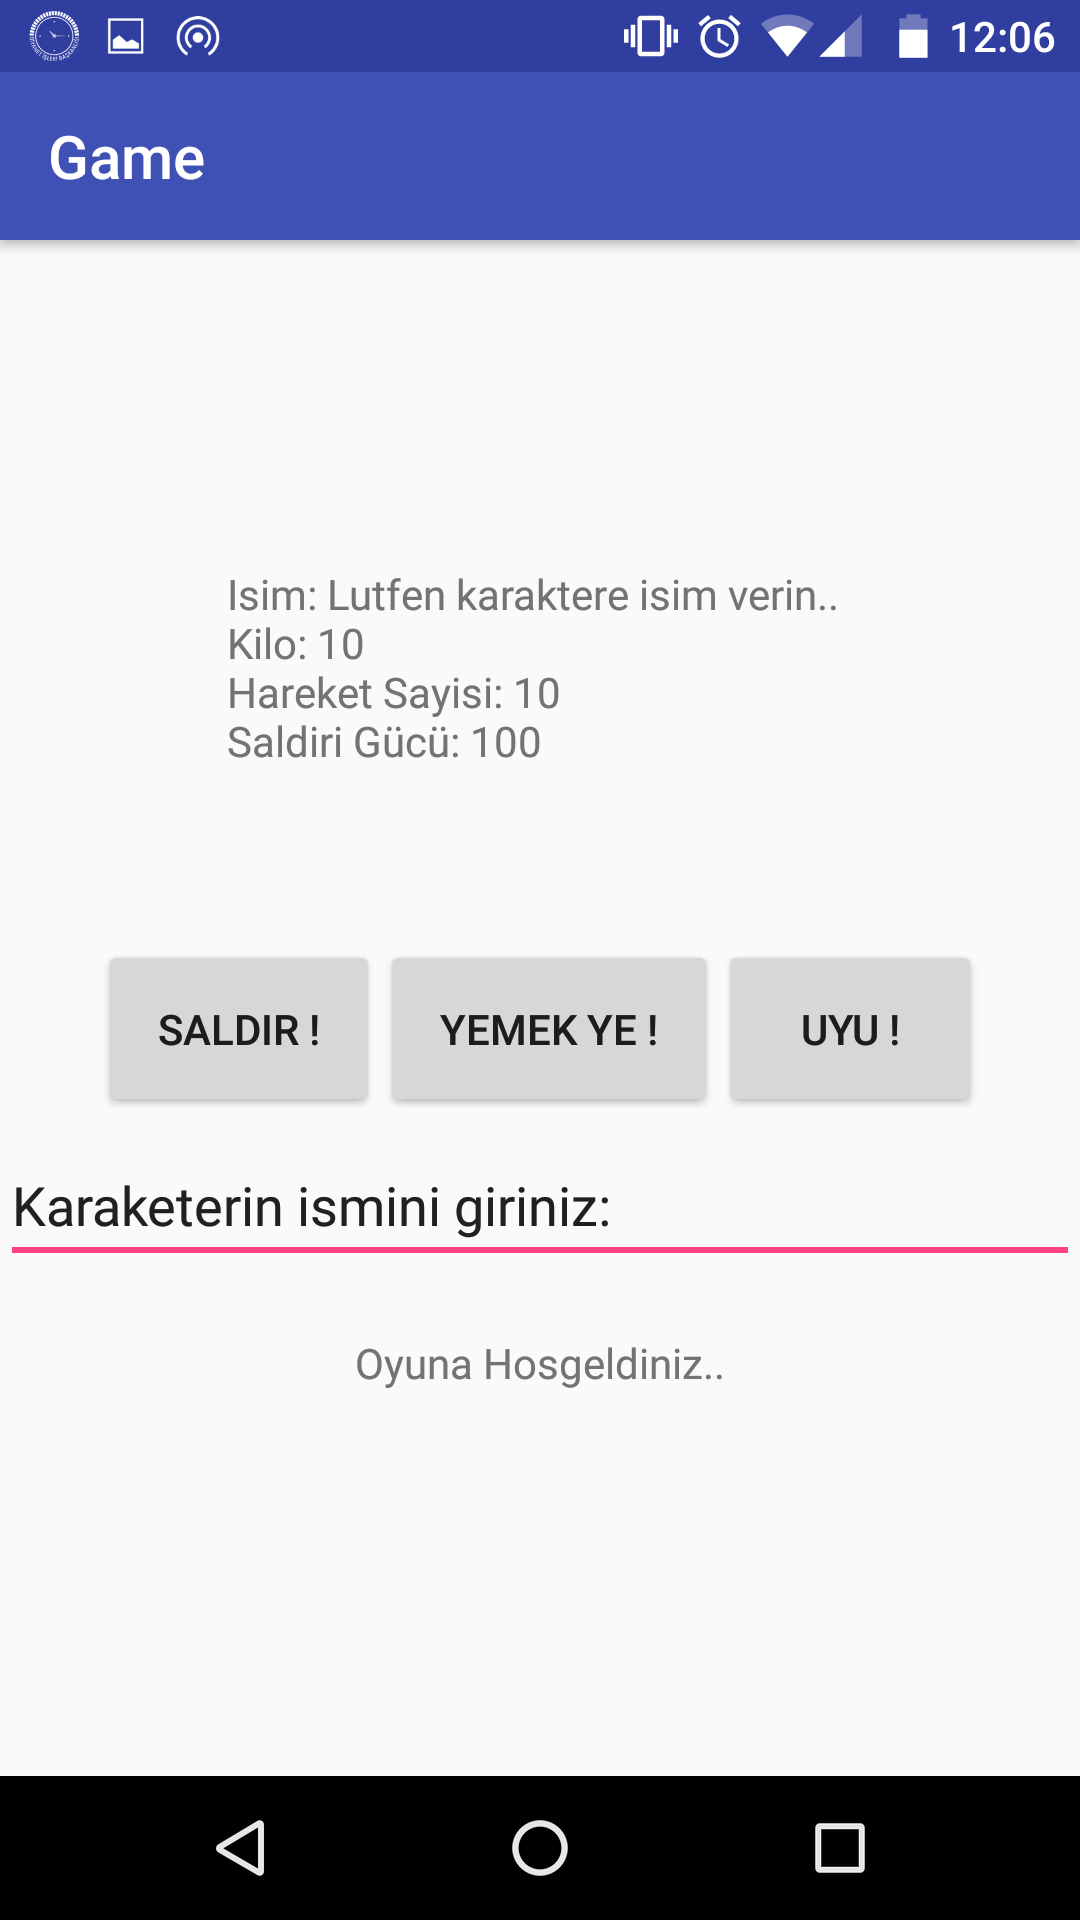 12:06
Game
Isim: Lutfen karaktere isim verin..
Kilo: 10
Hareket Sayisi: 10
Saldiri Gücü: 100
SALDIR !
YEMEK YE !
UYU !
Karaketerin ismini giriniz:
Oyuna Hosgeldiniz..